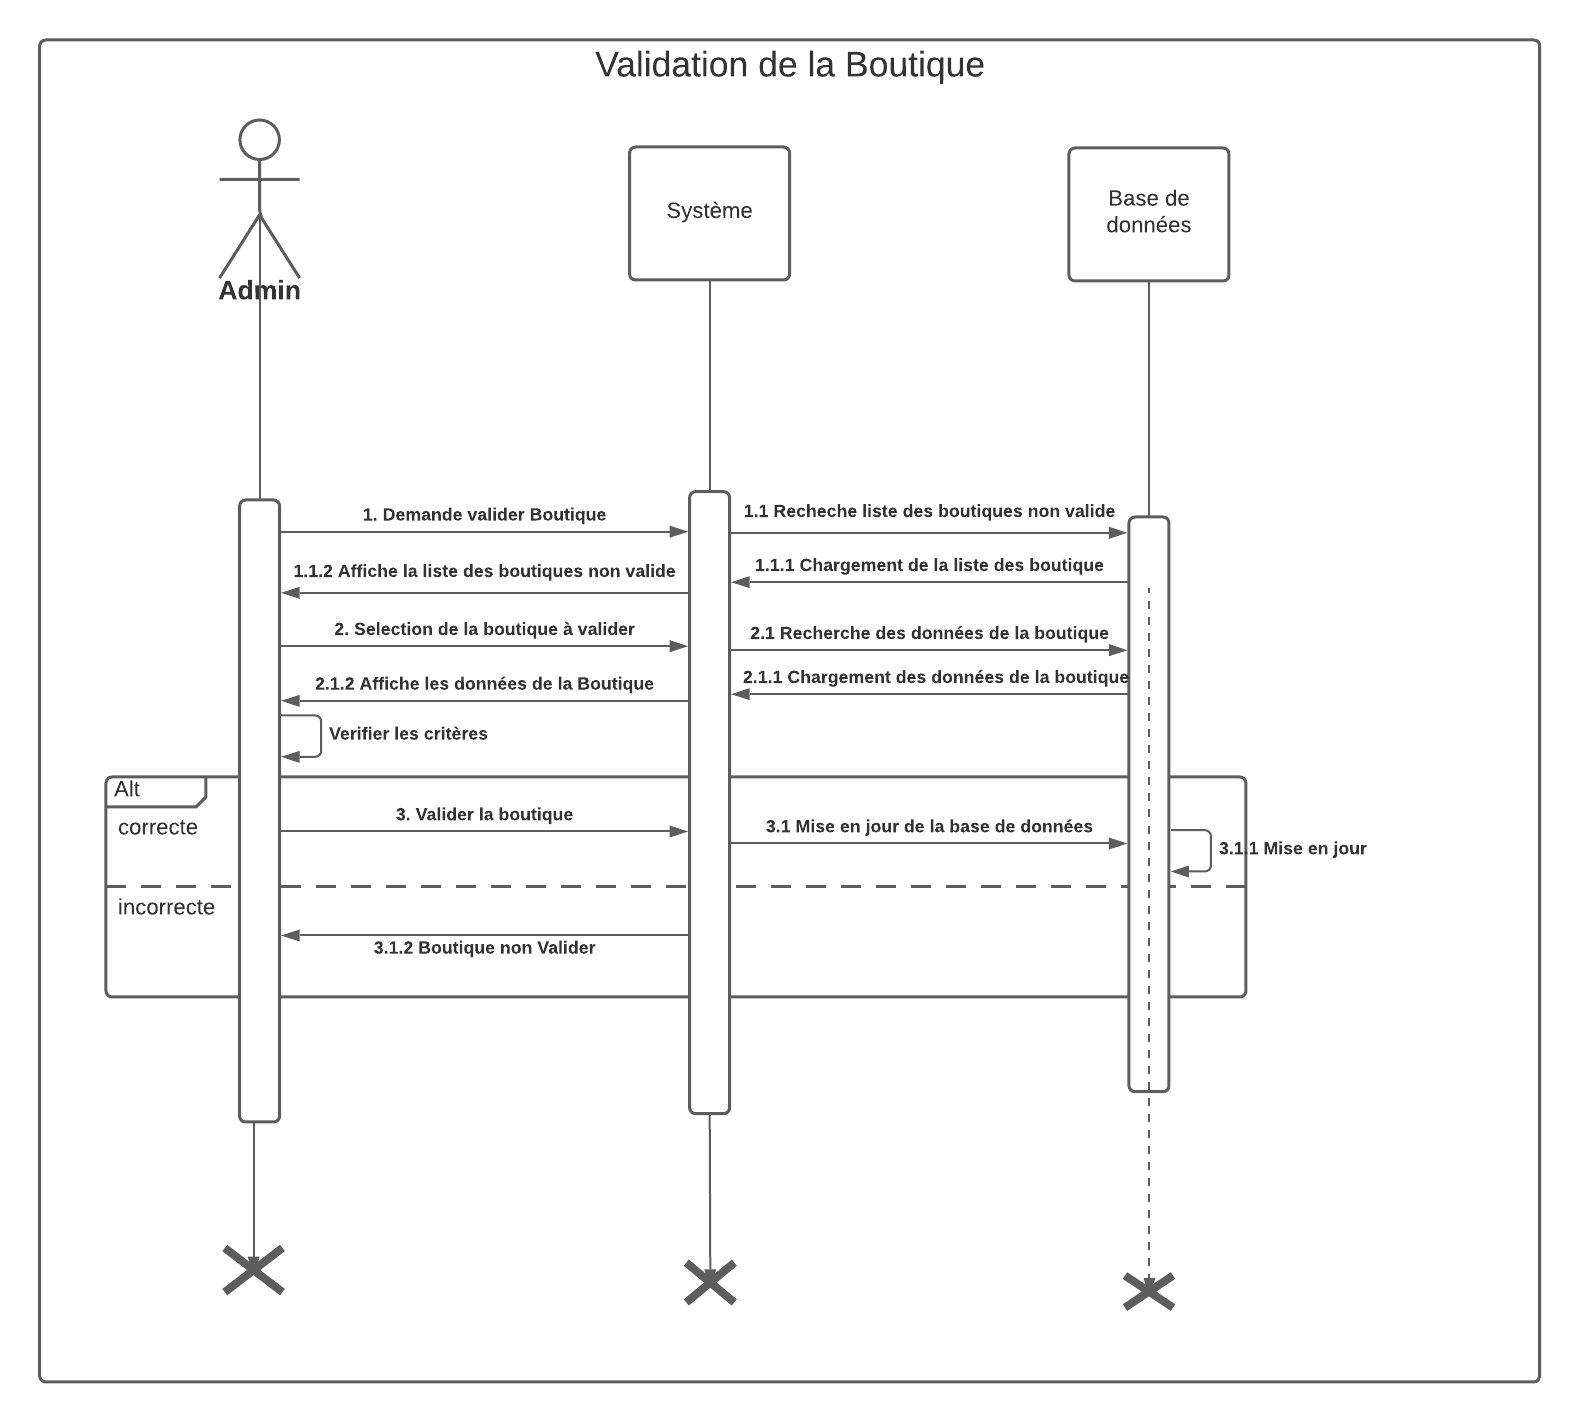 Validation de la Boutique
Admin
Système
Base de
données
1. Demande valider Boutique
1.1 Recheche liste des boutiques non valide
1.1.1 Chargement de la liste des boutique
1.1.2 Affiche la liste des boutiques non valide
2. Selection de la boutique à valider
2.1 Recherche des données de la boutique
2.1.1 Chargement des données de la boutique
2.1.2 Affiche les données de la Boutique
Verifier les critères
Alt
correcte
3. Valider la boutique
3.1 Mise en jour de la base de données
3.1.1 Mise en jour
incorrecte
3.1.2 Boutique non Valider